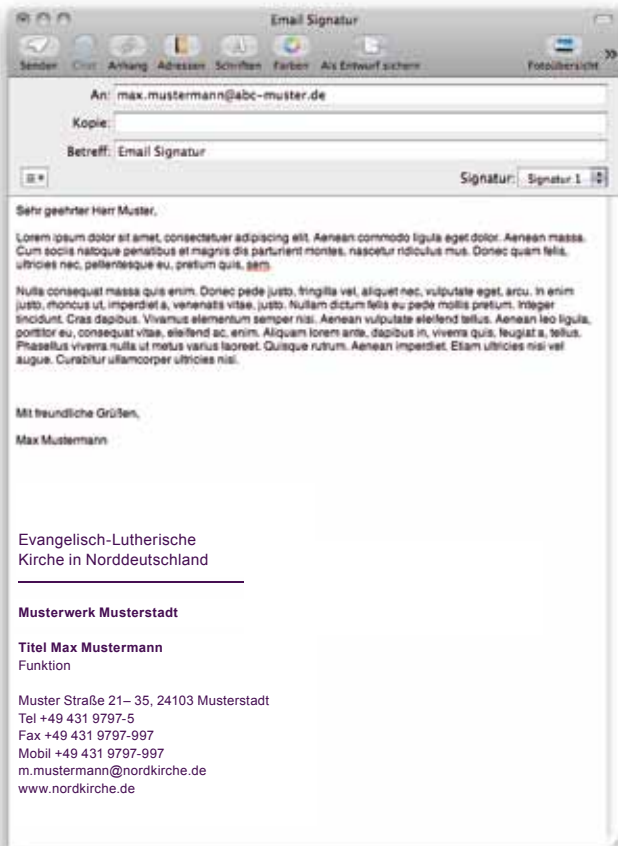 Email Signatur
Senden Chat Anhang Adressen Schriften Farben Als Entwurf sichern Fotoübersicht
An: max.mustermann@abc-muster.de
Kopie:
Betreff: Email Signatur
Signatur: Signatur 1
Sehr geehrter Herr Muster,
Lorem ipsum dolor sit amet, consectetuer adipiscing elit. Aenean commodo ligula eget dolor. Aenean massa.
Cum sociis natoque penatibus et magnis dis parturient montes, nascetur ridiculus mus. Donec quam felis,
ultricies nec, pellentesque eu, pretium quis, sem.
Nulla consequat massa quis enim. Donec pede justo, fringilla vel, aliquet nec, vulputate eget, arcu. In enim
justo, rhoncus ut, imperdiet a, venenatis vitae, justo. Nullam dictum felis eu pede mollis pretium. Integer
tincidunt. Cras dapibus. Vivamus elementum semper nisi. Aenean vulputate eleifend tellus. Aenean leo ligula,
porttitor eu, consequat vitae, eleifend ac, enim. Aliquam lorem ante, dapibus in, viverra quis, feugiat a, tellus.
Phasellus viverra nulla ut metus varius laoreet. Quisque rutrum. Aenean imperdiet. Etiam ultricies nisi vel
augue. Curabitur ullamcorper ultricies nisi.
Mit freundliche Grüßen,
Max Mustermann
Evangelisch-Lutherische
Kirche in Norddeutschland
Musterwerk Musterstadt
Titel Max Mustermann
Funktion
Muster Straße 21– 35, 24103 Musterstadt
Tel +49 431 9797-5
Fax +49 431 9797-997
Mobil +49 431 9797-997
m.mustermann@nordkirche.de
www.nordkirche.de